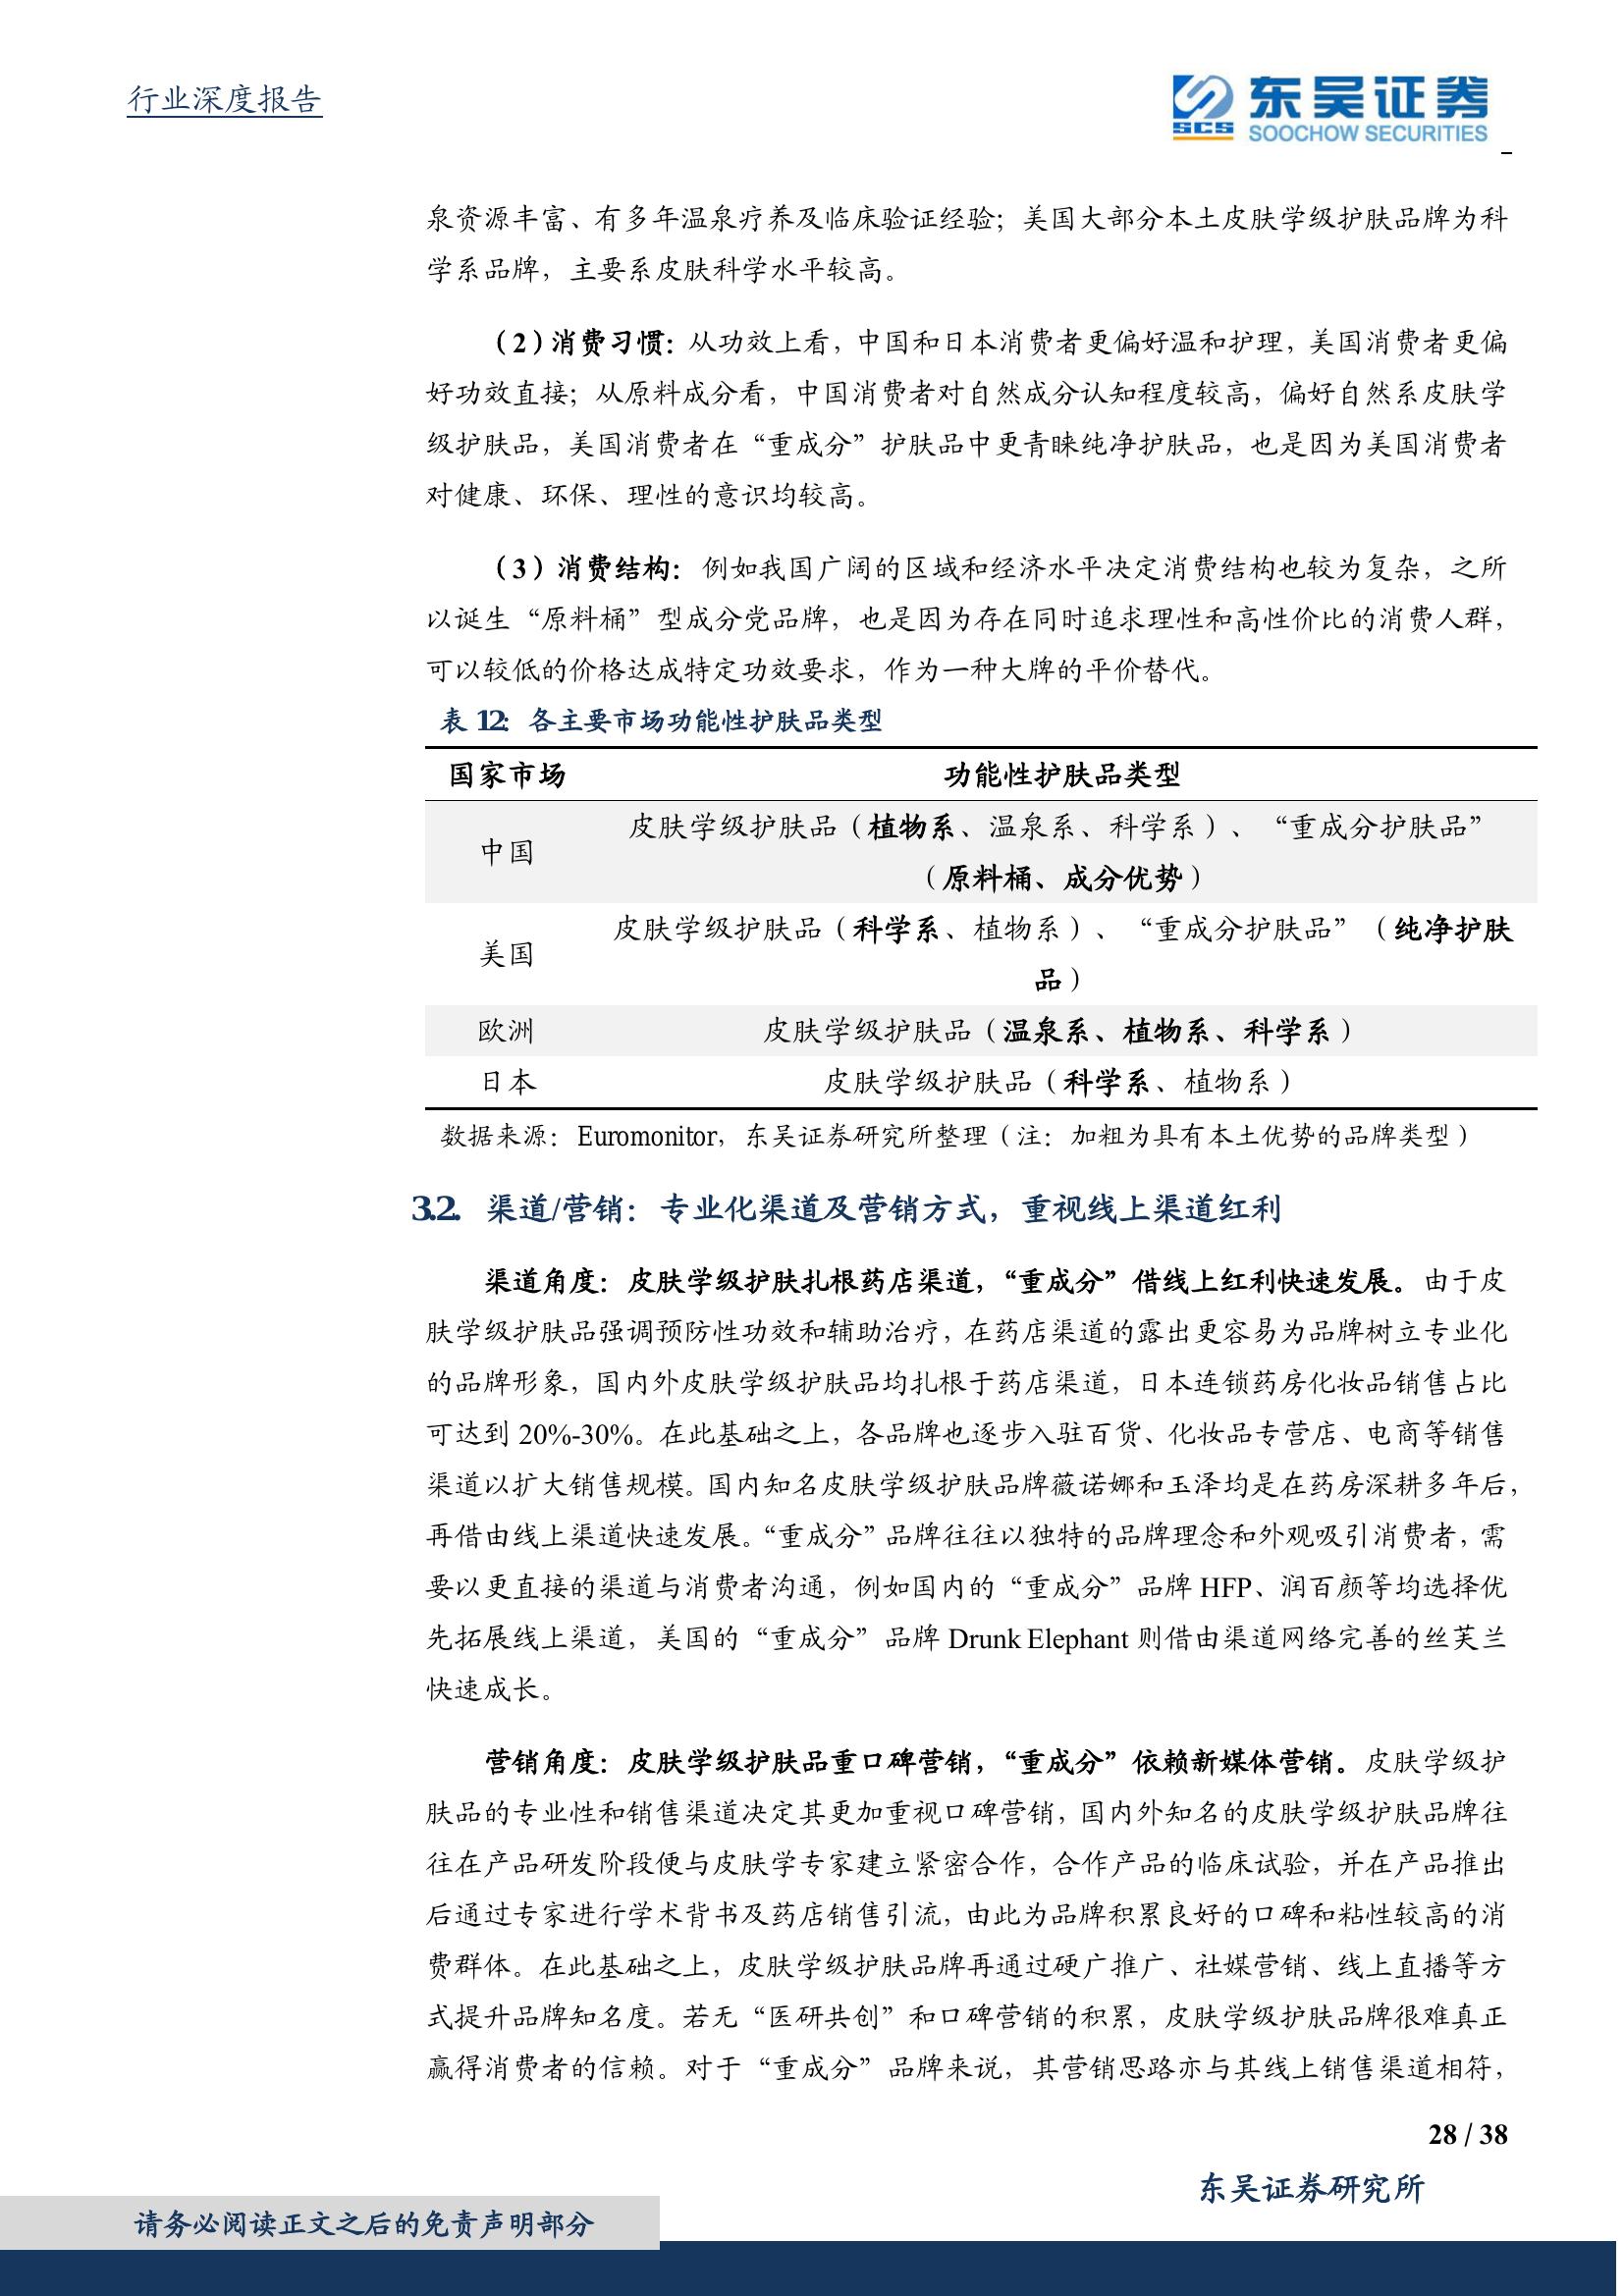 行业深度报告
SCS
东吴证券
SOOCHOW SECURITIES
泉资源丰富、有多年温泉疗养及临床验证经验；美国大部分本土皮肤学级护肤品牌为科
学系品牌，主要系皮肤科学水平较高。
（2）消费习惯：从功效上看，中国和日本消费者更偏好温和护理，美国消费者更偏
好功效直接；从原料成分看，中国消费者对自然成分认知程度较高，偏好自然系皮肤学
级护肤品，美国消费者在“重成分”护肤品中更青睐纯净护肤品，也是因为美国消费者
对健康、环保、理性的意识均较高。
（3）消费结构：例如我国广阔的区域和经济水平决定消费结构也较为复杂，之所
以诞生“原料桶”型成分党品牌，也是因为存在同时追求理性和高性价比的消费人群，
可以较低的价格达成特定功效要求，作为一种大牌的平价替代。
表 12：各主要市场功能性护肤品类型
国家市场 功能性护肤品类型
中国 皮肤学级护肤品（植物系、温泉系、科学系）、“重成分护肤品”
（原料桶、成分优势）
美国 皮肤学级护肤品（科学系、植物系）、“重成分护肤品”（纯净护肤
品）
欧洲 皮肤学级护肤品（温泉系、植物系、科学系）
日本 皮肤学级护肤品（科学系、植物系）
数据来源：Euromonitor，东吴证券研究所整理（注：加粗为具有本土优势的品牌类型）
3.2. 渠道/营销：专业化渠道及营销方式，重视线上渠道红利
渠道角度：皮肤学级护肤扎根药店渠道，“重成分”借线上红利快速发展。由于皮
肤学级护肤品强调预防性功效和辅助治疗，在药店渠道的露出更容易为品牌树立专业化
的品牌形象，国内外皮肤学级护肤品均扎根于药店渠道，日本连锁药房化妆品销售占比
可达到 20%-30%。在此基础之上，各品牌也逐步入驻百货、化妆品专营店、电商等销售
渠道以扩大销售规模。国内知名皮肤学级护肤品牌薇诺娜和玉泽均是在药房深耕多年后，
再借由线上渠道快速发展。“重成分”品牌往往以独特的品牌理念和外观吸引消费者，需
要以更直接的渠道与消费者沟通，例如国内的“重成分”品牌 HFP、润百颜等均选择优
先拓展线上渠道，美国的“重成分”品牌 Drunk Elephant 则借由渠道网络完善的丝芙兰
快速成长。
营销角度：皮肤学级护肤品重口碑营销，“重成分”依赖新媒体营销。皮肤学级护
肤品的专业性和销售渠道决定其更加重视口碑营销，国内外知名的皮肤学级护肤品牌往
往在产品研发阶段便与皮肤学专家建立紧密合作，合作产品的临床试验，并在产品推出
后通过专家进行学术背书及药店销售引流，由此为品牌积累良好的口碑和粘性较高的消
费群体。在此基础之上，皮肤学级护肤品牌再通过硬广推广、社媒营销、线上直播等方
式提升品牌知名度。若无“医研共创”和口碑营销的积累，皮肤学级护肤品牌很难真正
赢得消费者的信赖。对于“重成分”品牌来说，其营销思路亦与其线上销售渠道相符，
28 / 38
东吴证券研究所
请务必阅读正文之后的免责声明部分